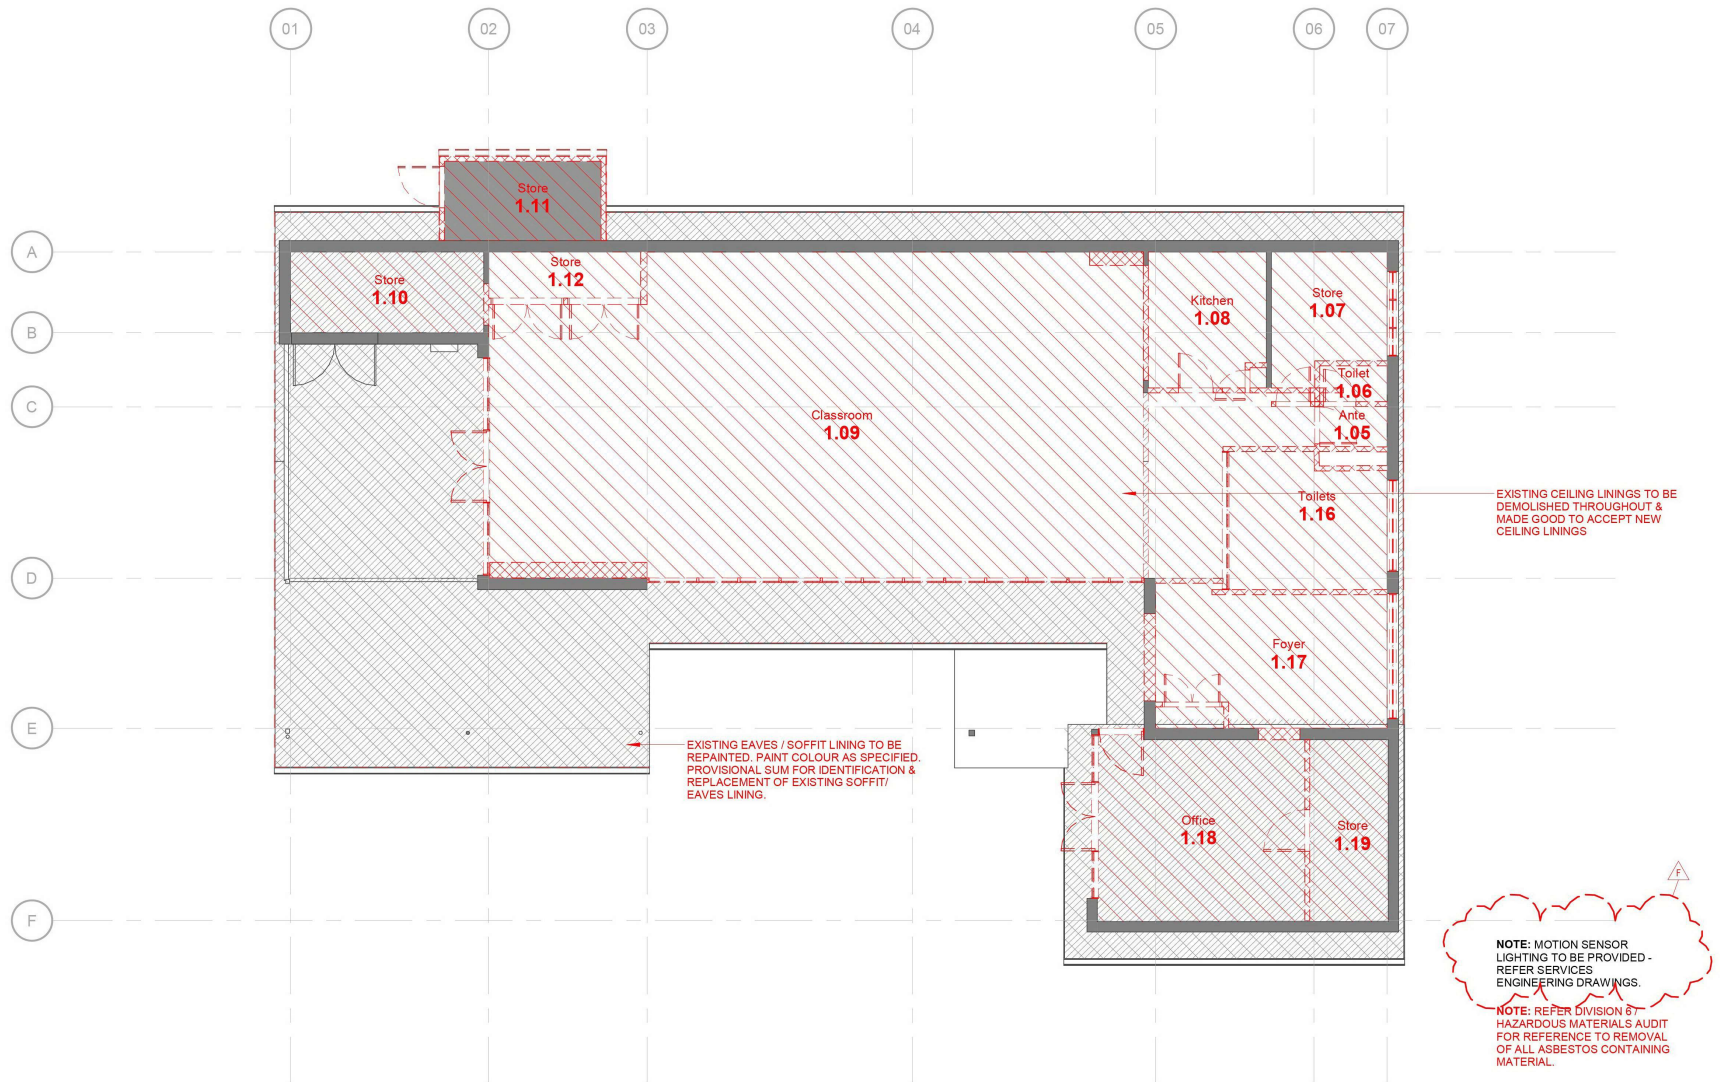 01 02 03 04 05 06 07
Store
1.11
A
Store
1.12
Store
1.10
Kitchen
1.08
Store
1.07
B
Toilet
1.06
C
Classroom
1.09
Ante
1.05
Toilets
1.16
EXISTING CEILING LININGS TO BE
DEMOLISHED THROUGHOUT &
MADE GOOD TO ACCEPT NEW
CEILING LININGS
D
Foyer
1.17
E
EXISTING EAVES / SOFFIT LINING TO BE
REPAINTED. PAINT COLOUR AS SPECIFIED.
PROVISIONAL SUM FOR IDENTIFICATION &
REPLACEMENT OF EXISTING SOFFIT/
EAVES LINING.
Office
1.18
Store
1.19
F
F
NOTE: MOTION SENSOR
LIGHTING TO BE PROVIDED -
REFER SERVICES
ENGINEERING DRAWINGS.
NOTE: REFER DIVISION 6 /
HAZARDOUS MATERIALS AUDIT
FOR REFERENCE TO REMOVAL
OF ALL ASBESTOS CONTAINING
MATERIAL.